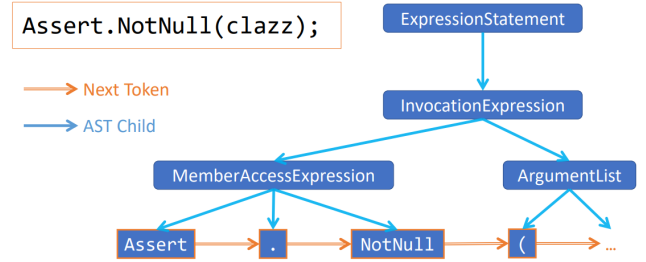 Assert.NotNull(clazz);
ExpressionStatement
Next Token
InvocationExpression
AST Child
MemberAccessExpression
ArgumentList
Assert
.
NotNull
(
...